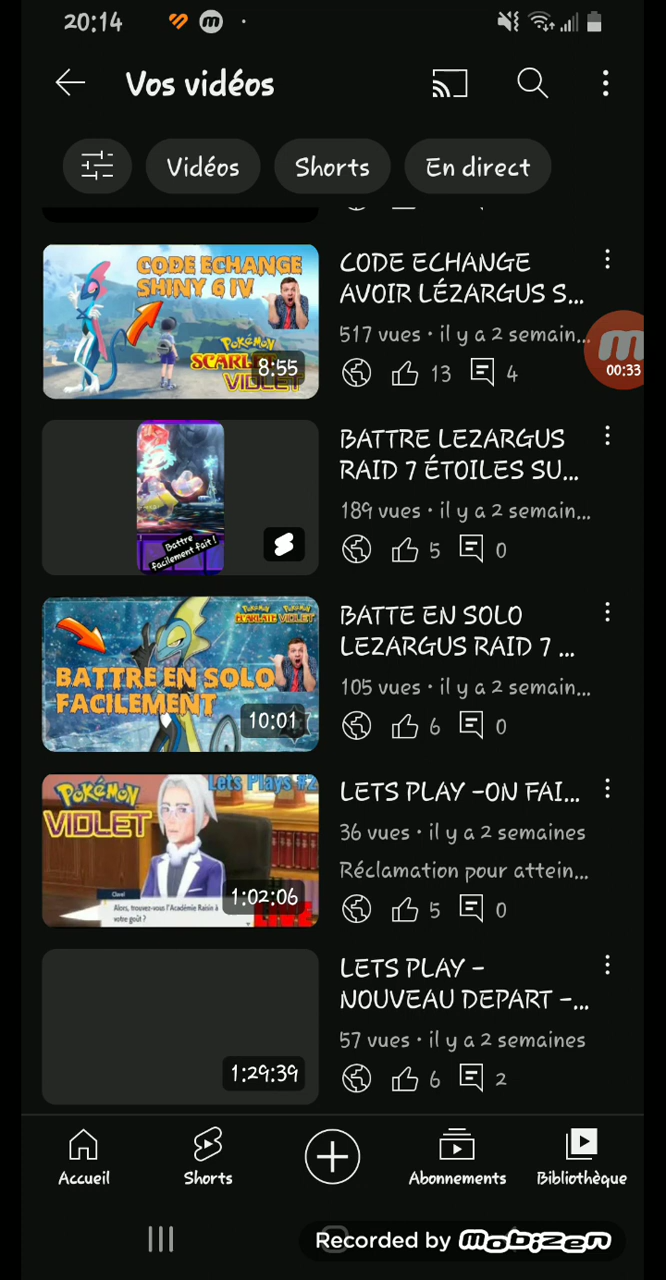 20:14
Vos vidéos
Vidéos
Shorts
En direct
CODE ECHANGE
SHINY 6 IV
POKÉMON
SCARLET
VIOLET
8:55
CODE ECHANGE
AVOIR LÉZARGUS S...
517 vues · il y a 2 semain...
13
4
m
00:33
Battre
facilement fait !
BATTRE LEZARGUS
RAID 7 ÉTOILES SU...
189 vues · il y a 2 semain...
5
0
POKÉMON POKÉMON
ECARLATE VIOLET
BATTRE EN SOLO
FACILEMENT
10:01
BATTE EN SOLO
LEZARGUS RAID 7 ...
105 vues · il y a 2 semain...
6
0
POKÉMON
VIOLET
Lets Plays #2
Clavel
Alors, trouvez-vous l'Académie Raisin à
votre goût ?
LIVE
1:02:06
LETS PLAY -ON FAI...
36 vues · il y a 2 semaines
Réclamation pour attein...
5
0
1:29:39
LETS PLAY -
NOUVEAU DEPART -...
57 vues · il y a 2 semaines
6
2
Accueil
Shorts
Abonnements
Bibliothèque
Recorded by mobizen